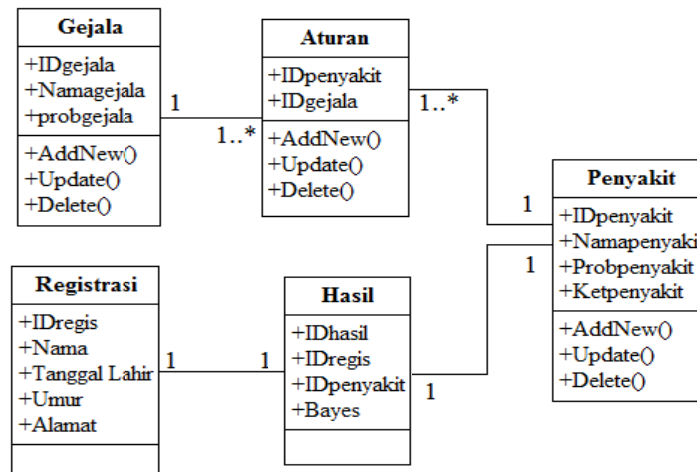 Gejala
+IDgejala
+Namagejala
+probgejala
+AddNew()
+Update()
+Delete()
1
1..*
Aturan
+IDpenyakit
+IDgejala
+AddNew()
+Update()
+Delete()
1..*
1
Penyakit
+IDpenyakit
+Namapenyaki
+Probpenyakit
+Ketpenyakit
+AddNew()
+Update()
+Delete()
1
Registrasi
+IDregis
+Nama
+Tanggal Lahir
+Umur
+Alamat
1
1
Hasil
+IDhasil
+IDregis
+IDpenyakit
+Bayes
1